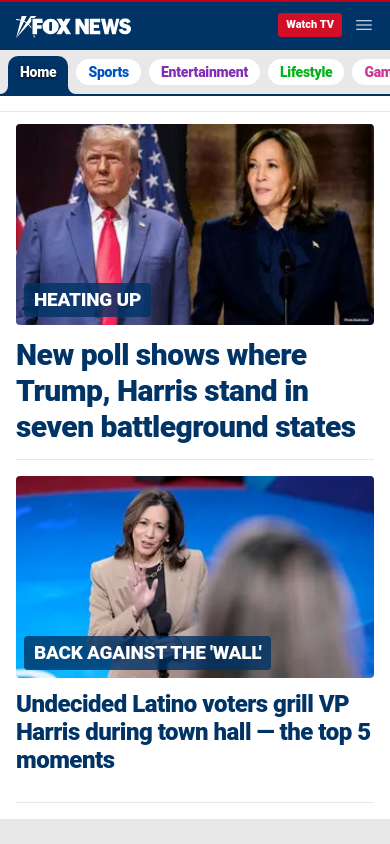 FOX NEWS
Watch TV
Home Sports Entertainment Lifestyle
HEATING UP
New poll shows where
Trump, Harris stand in
seven battleground states
BACK AGAINST THE 'WALL'
Undecided Latino voters grill VP
Harris during town hall — the top 5
moments